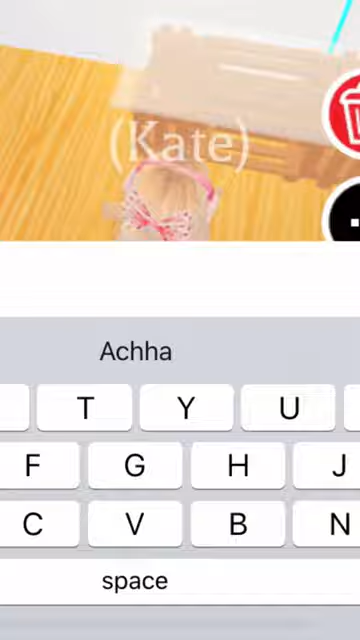 (Kate)
Achha
T Y U
F G H J
C V B N
space